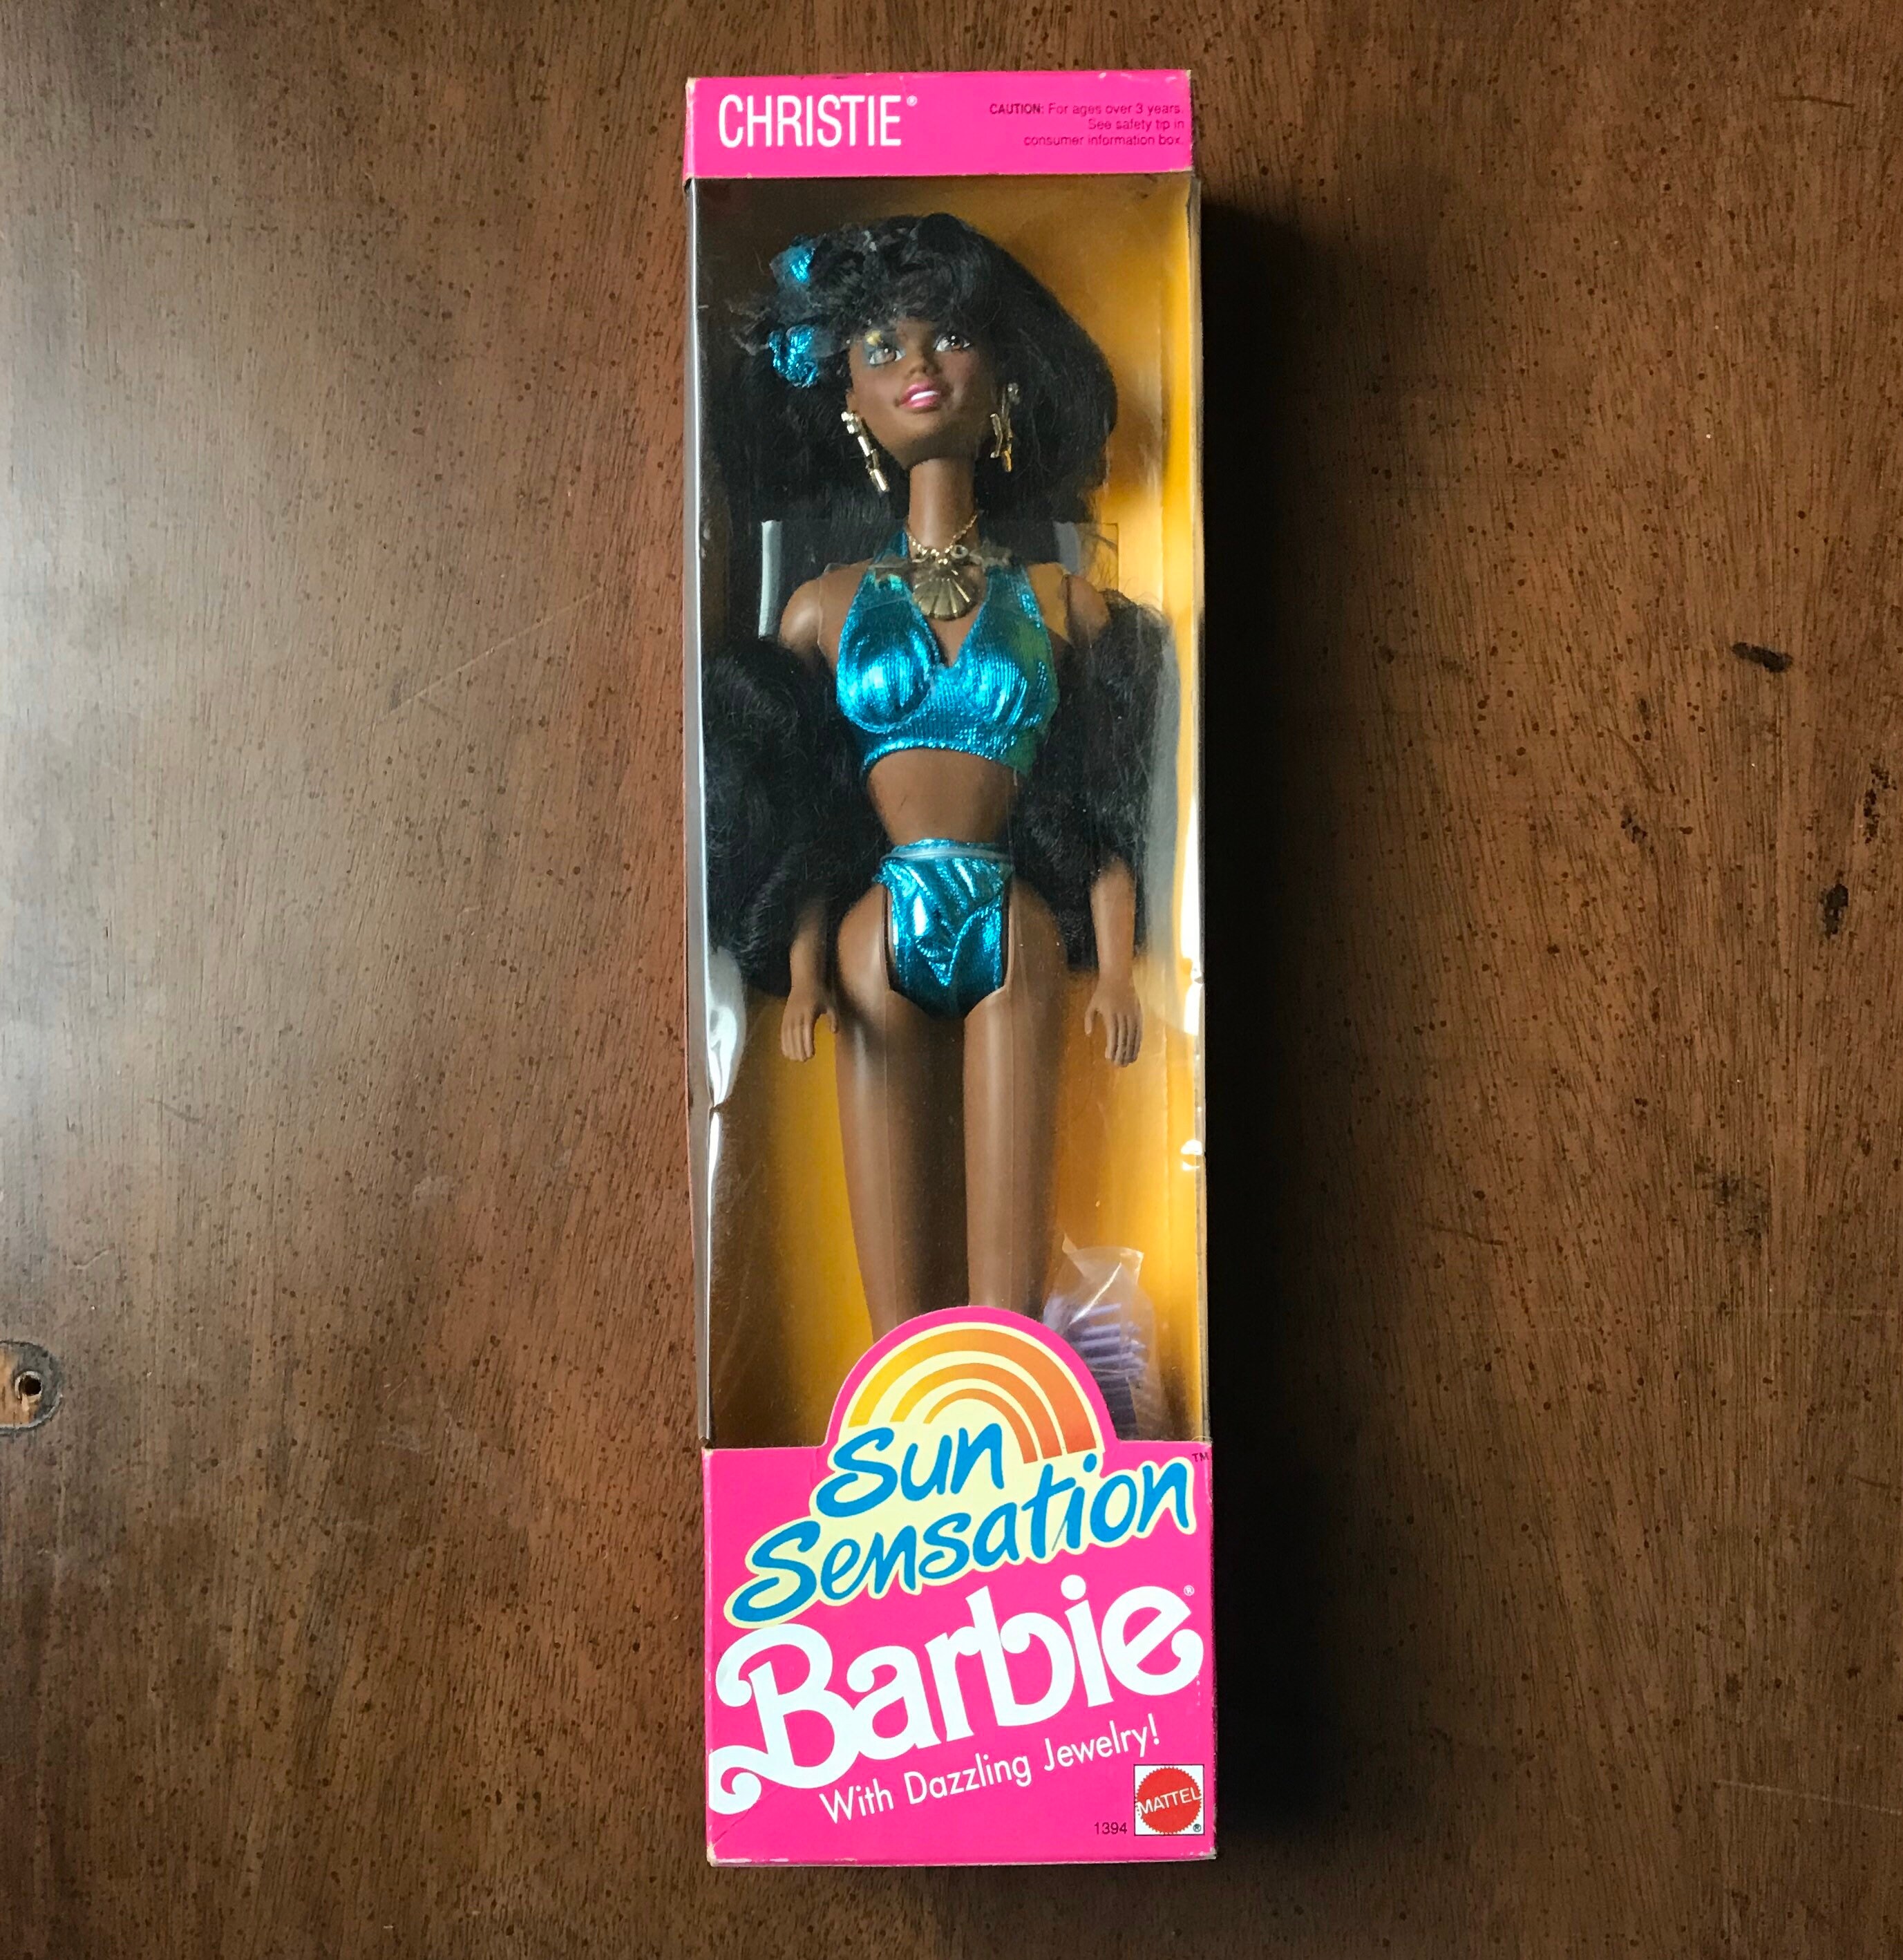 CHRISTIE®
CAUTION: For ages over 3 years.
See safety tip in
consumer information box.
Sun
Sensation™
Barbie®
With Dazzling Jewelry!
MATTEL®
1394